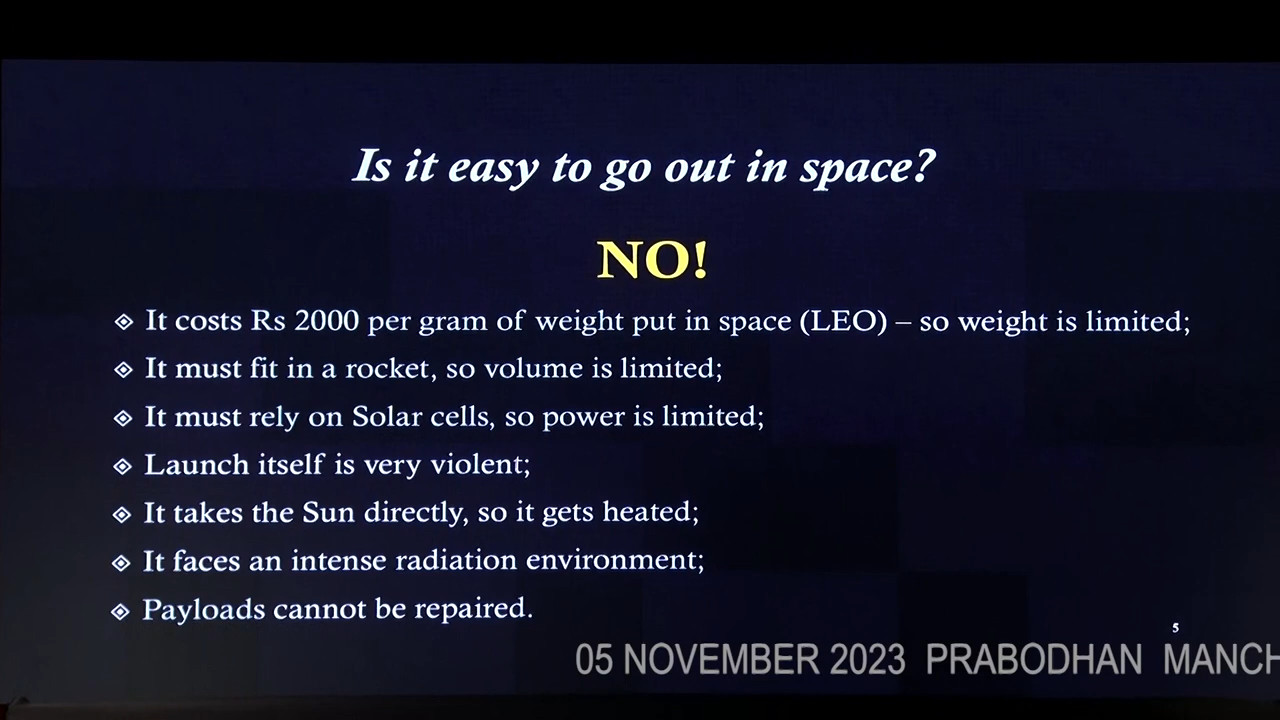 Is it easy to go out in space?
NO!
It costs Rs 2000 per gram of weight put in space (LEO) – so weight is limited;
It must fit in a rocket, so volume is limited;
It must rely on Solar cells, so power is limited;
Launch itself is very violent;
It takes the Sun directly, so it gets heated;
It faces an intense radiation environment;
Payloads cannot be repaired.
5
05 NOVEMBER 2023 PRABODHAN MANCH